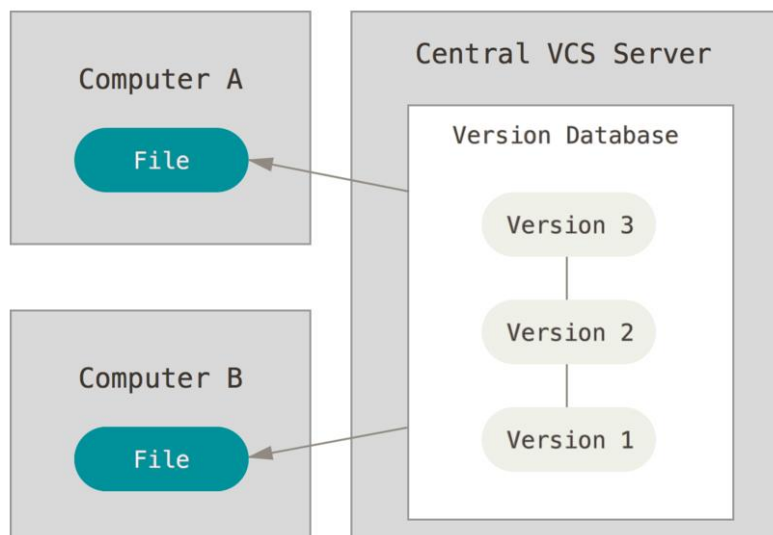 Computer A
File
Computer B
File
Central VCS Server
Version Database
Version 3
Version 2
Version 1